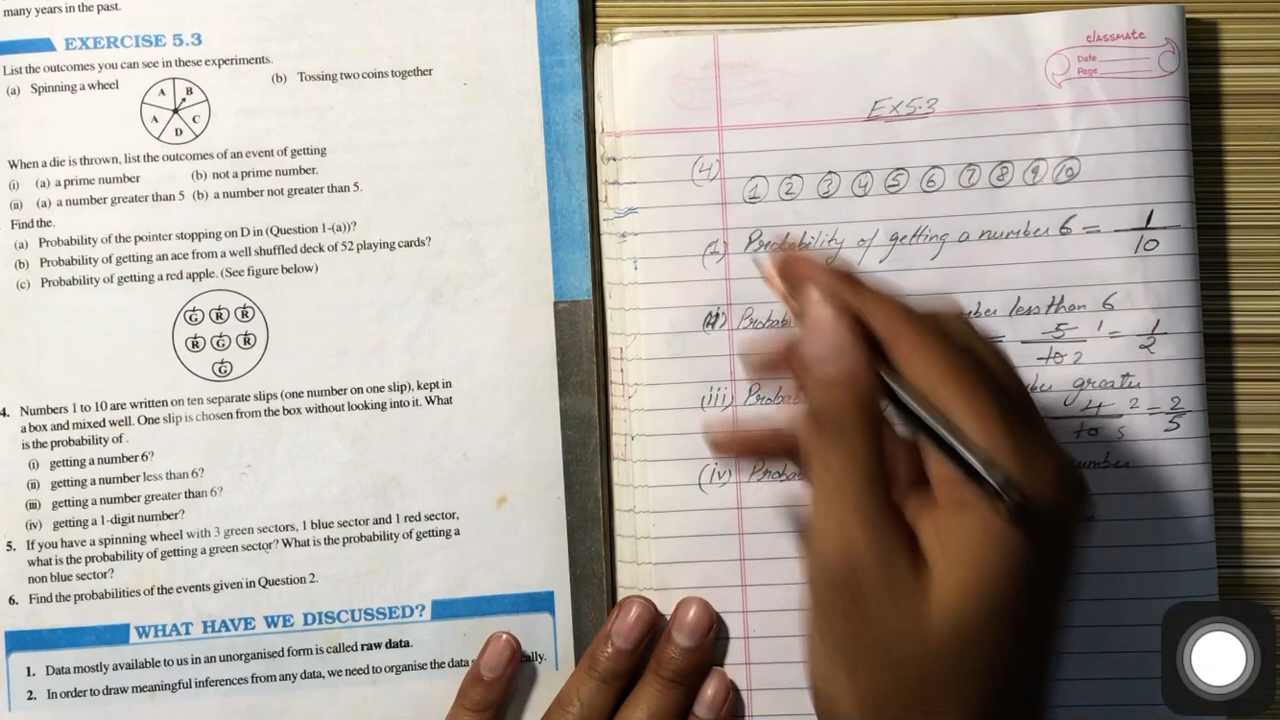 many years in the past.
EXERCISE 5.3
List the outcomes you can see in these experiments.
(a) Spinning a wheel
(b) Tossing two coins together
A B
A C
D
When a die is thrown, list the outcomes of an event of getting
(i) (a) a prime number (b) not a prime number.
(ii) (a) a number greater than 5 (b) a number not greater than 5.
Find the.
(a) Probability of the pointer stopping on D in (Question 1-(a))?
(b) Probability of getting an ace from a well shuffled deck of 52 playing cards?
(c) Probability of getting a red apple. (See figure below)
G R R
R G R
G
4. Numbers 1 to 10 are written on ten separate slips (one number on one slip), kept in
a box and mixed well. One slip is chosen from the box without looking into it. What
is the probability of .
(i) getting a number 6?
(ii) getting a number less than 6?
(iii) getting a number greater than 6?
(iv) getting a 1-digit number?
5. If you have a spinning wheel with 3 green sectors, 1 blue sector and 1 red sector,
what is the probability of getting a green sector? What is the probability of getting a
non blue sector?
6. Find the probabilities of the events given in Question 2.
WHAT HAVE WE DISCUSSED?
1. Data mostly available to us in an unorganised form is called raw data.
2. In order to draw meaningful inferences from any data, we need to organise the data
classmate
Date
Page
EX5.3
(4)
1 2 3 4 5 6 7 8 9 10
Probability of getting a number 6 = 1/10
(ii) less than 6
= 5/10 1 2 = 1/2
(iii) greater
4/10 2 5 = 2/5
(iv)